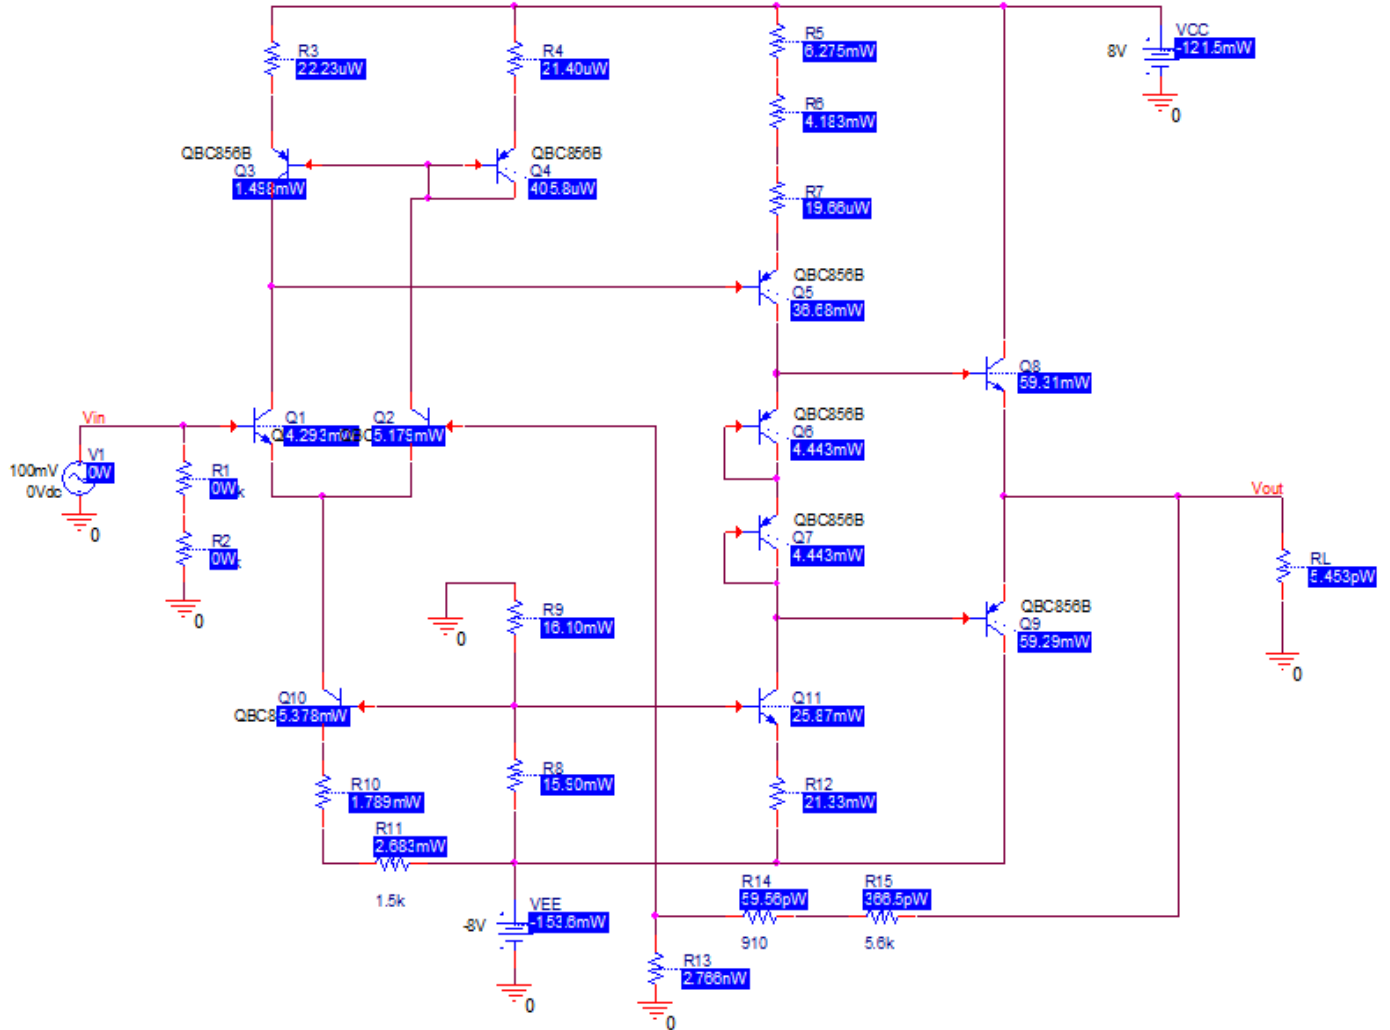 R3
22.23uW
R4
21.40uW
R5
6.275mW
VCC
-121.5mW
8V
0
R6
4.183mW
QBC856B
Q3
1.498mW
QBC856B
Q4
405.8uW
R7
19.66uW
QBC856B
Q5
36.68mW
Q8
59.31mW
Vin
Q1
4.293mW
Q2
5.179mW
QBC856B
Q6
4.443mW
100mV
0Vdc
V1
0W
0
R1
0W
R2
0W
0
QBC856B
Q7
4.443mW
Vout
RL
5.453pW
0
R9
16.10mW
0
QBC856B
Q9
59.29mW
Q10
QBC8
5.378mW
Q11
25.87mW
R10
1.789mW
R8
15.90mW
R12
21.33mW
R11
2.683mW
1.5k
VEE
-153.6mW
-8V
0
R14
59.56pW
910
R15
366.5pW
5.6k
R13
2.766nW
0